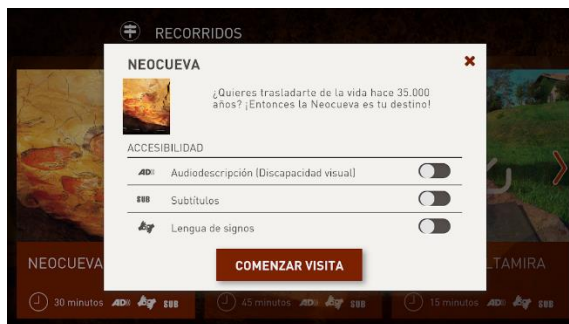 RECORRIDOS
NEOCUEVA
¿Quieres trasladarte de la vida hace 35.000
años? ¡Entonces la Neocueva es tu destino!
ACCESIBILIDAD
AD Audiodescripción (Discapacidad visual)
SUB Subtítulos
Lengua de signos
COMENZAR VISITA
NEOCUEVA
LTAMIRA
30 minutos AD SUB
45 minutos AD SUB
15 minutos AD SUB